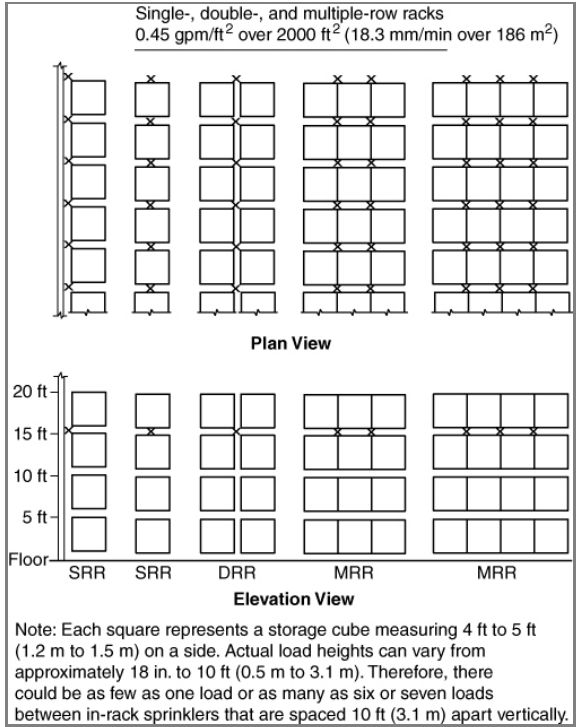 Single-, double-, and multiple-row racks
0.45 gpm/ft² over 2000 ft² (18.3 mm/min over 186 m²)
Plan View
20 ft
15 ft
10 ft
5 ft
Floor
SRR SRR DRR MRR MRR
Elevation View
Note: Each square represents a storage cube measuring 4 ft to 5 ft
(1.2 m to 1.5 m) on a side. Actual load heights can vary from
approximately 18 in. to 10 ft (0.5 m to 3.1 m). Therefore, there
could be as few as one load or as many as six or seven loads
between in-rack sprinklers that are spaced 10 ft (3.1 m) apart vertically.